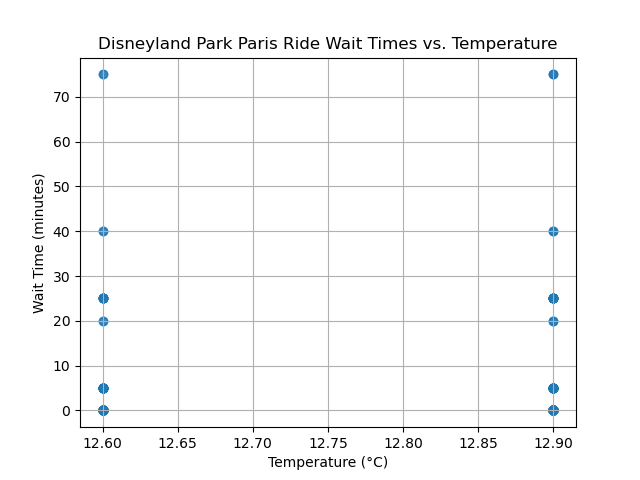 Disneyland Park Paris Ride Wait Times vs. Temperature
Wait Time (minutes)
70
60
50
40
30
20
10
0
12.60 12.65 12.70 12.75 12.80 12.85 12.90
Temperature (°C)